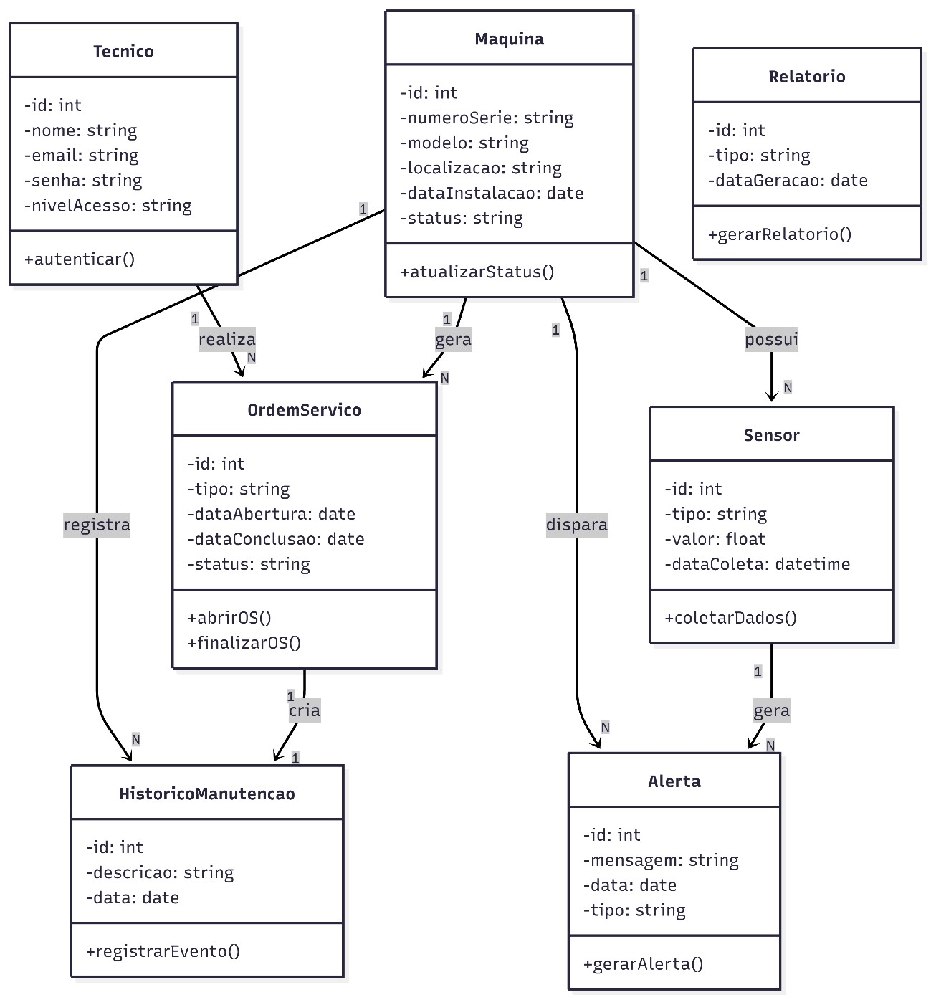 Tecnico
-id: int
-nome: string
-email: string
-senha: string
-nivelAcesso: string
+autenticar()
Maquina
-id: int
-numeroSerie: string
-modelo: string
-localizacao: string
-dataInstalacao: date
-status: string
+atualizarStatus()
Relatorio
-id: int
-tipo: string
-dataGeracao: date
+gerarRelatorio()
1
1
1
realiza
N
1
gera
N
1
possui
N
OrdemServico
-id: int
-tipo: string
-dataAbertura: date
-dataConclusao: date
-status: string
+abrirOS()
+finalizarOS()
Sensor
-id: int
-tipo: string
-valor: float
-dataColeta: datetime
+coletarDados()
registra
dispara
1
cria
1
N
N
1
gera
N
HistoricoManutencao
-id: int
-descricao: string
-data: date
+registrarEvento()
Alerta
-id: int
-mensagem: string
-data: date
-tipo: string
+gerarAlerta()